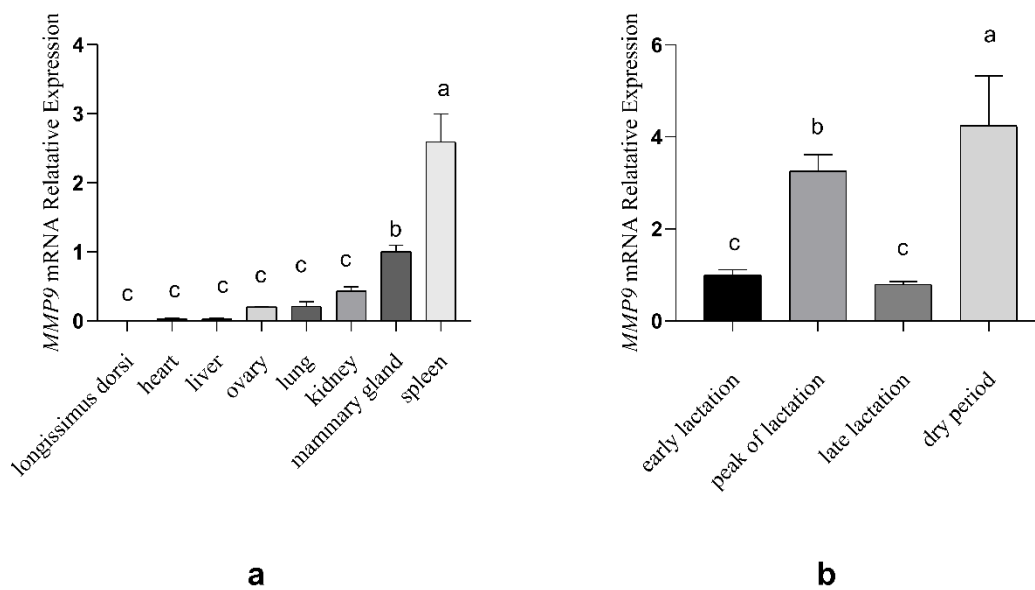 MMP9 mRNA Relatative Expression
4
3
2
1
0
c
c
c
c
c
c
b
a
longissimus dorsi
heart
liver
ovary
lung
kidney
mammary gland
spleen
a
MMP9 mRNA Relatative Expression
6
4
2
0
c
b
c
a
early lactation
peak of lactation
late lactation
dry period
b